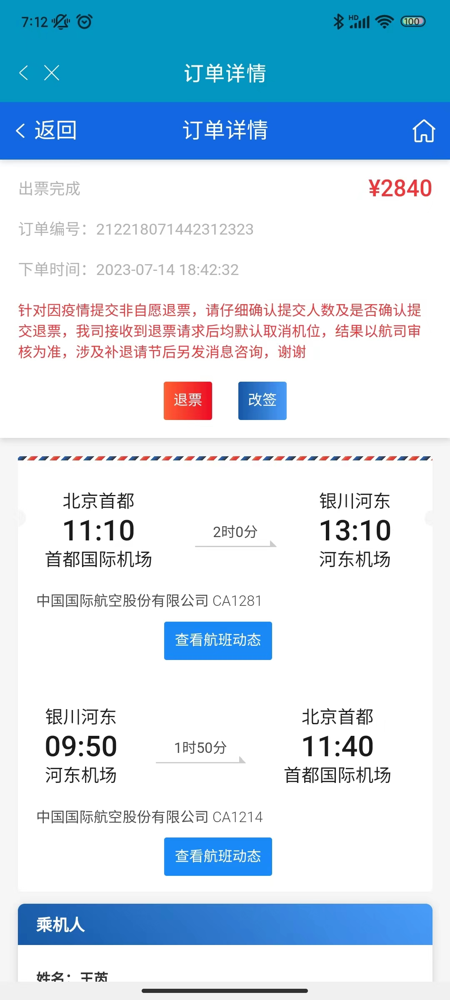 7:12
HD
100
订单详情
返回 订单详情
出票完成 ¥2840
订单编号：212218071442312323
下单时间：2023-07-14 18:42:32
针对因疫情提交非自愿退票，请仔细确认提交人数及是否确认提
交退票，我司接收到退票请求后均默认取消机位，结果以航司审
核为准，涉及补退请节后另发消息咨询，谢谢
退票 改签
北京首都
11:10
首都国际机场
2时0分
银川河东
13:10
河东机场
中国国际航空股份有限公司 CA1281
查看航班动态
银川河东
09:50
河东机场
1时50分
北京首都
11:40
首都国际机场
中国国际航空股份有限公司 CA1214
查看航班动态
乘机人
姓名：王芮